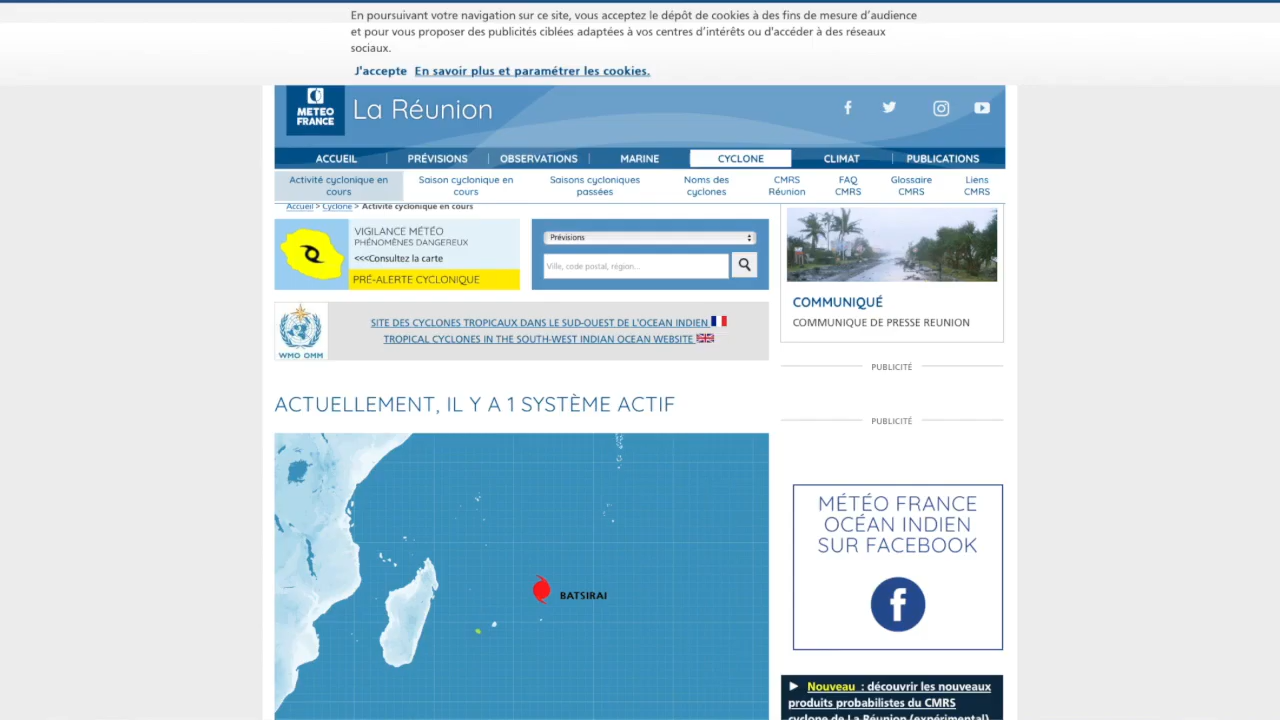 En poursuivant votre navigation sur ce site, vous acceptez le dépôt de cookies à des fins de mesure d’audience
et pour vous proposer des publicités ciblées adaptées à vos centres d’intérêts ou d'accéder à des réseaux
sociaux.
J'accepte En savoir plus et paramétrer les cookies.
METEO
FRANCE
La Réunion
ACCUEIL PRÉVISIONS OBSERVATIONS MARINE CYCLONE CLIMAT PUBLICATIONS
Activité cyclonique en
cours
Saison cyclonique en
cours
Saisons cycloniques
passées
Noms des
cyclones
CMRS
Réunion
FAQ
CMRS
Glossaire
CMRS
Liens
CMRS
Accueil > Cyclone > Activité cyclonique en cours
VIGILANCE MÉTÉO
PHÉNOMÈNES DANGEREUX
<<<Consultez la carte
PRÉ-ALERTE CYCLONIQUE
Prévisions
Ville, code postal, région...
COMMUNIQUÉ
COMMUNIQUE DE PRESSE REUNION
WMO OMM
SITE DES CYCLONES TROPICAUX DANS LE SUD-OUEST DE L'OCEAN INDIEN
TROPICAL CYCLONES IN THE SOUTH-WEST INDIAN OCEAN WEBSITE
PUBLICITÉ
ACTUELLEMENT, IL Y A 1 SYSTÈME ACTIF
PUBLICITÉ
BATSIRAI
MÉTÉO FRANCE
OCÉAN INDIEN
SUR FACEBOOK
► Nouveau : découvrir les nouveaux
produits probabilistes du CMRS
cyclone de La Réunion (expérimental)